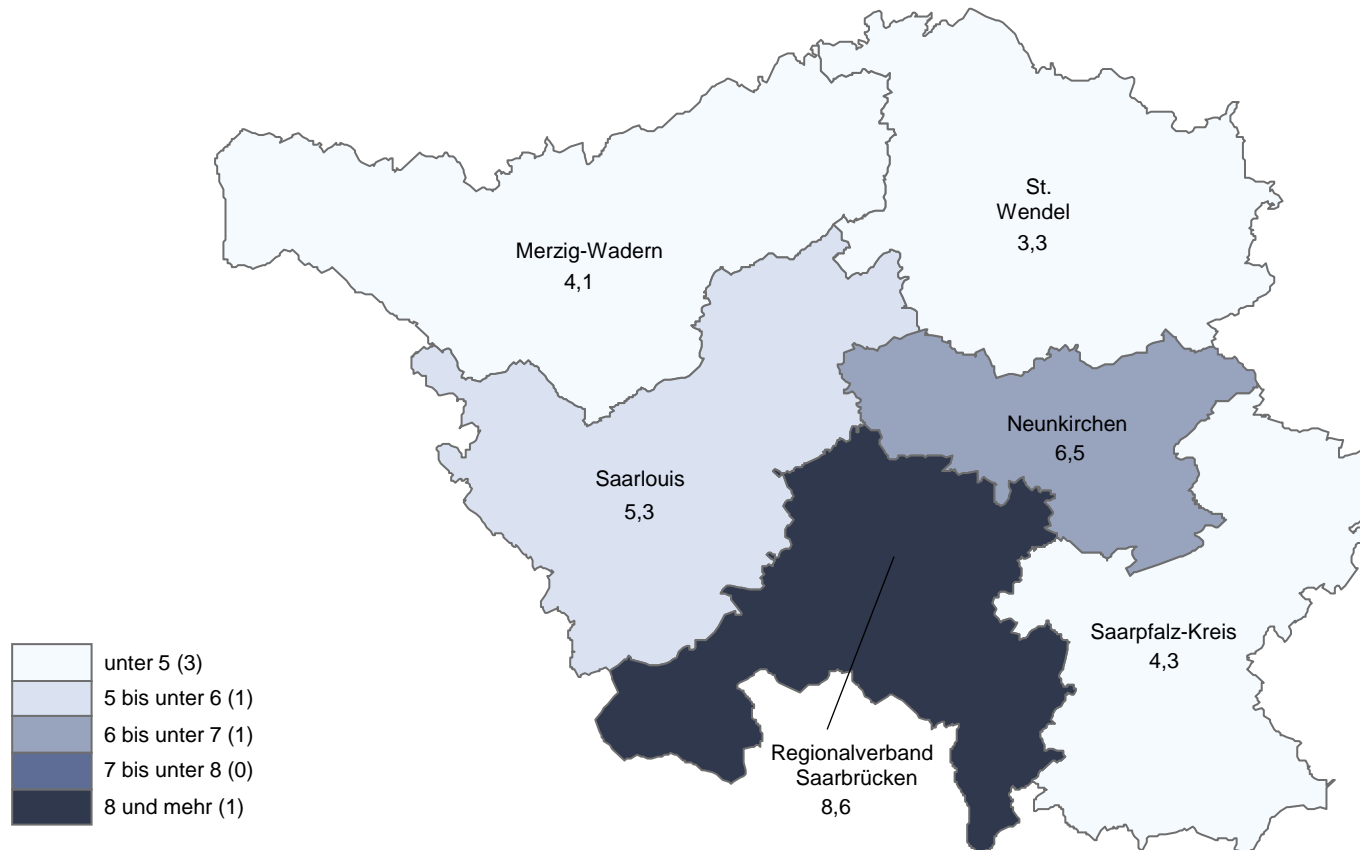 St.
Wendel
3,3
Merzig-Wadern
4,1
Neunkirchen
6,5
Saarlouis
5,3
Saarpfalz-Kreis
4,3
Regionalverband
Saarbrücken
8,6
unter 5 (3)
5 bis unter 6 (1)
6 bis unter 7 (1)
7 bis unter 8 (0)
8 und mehr (1)